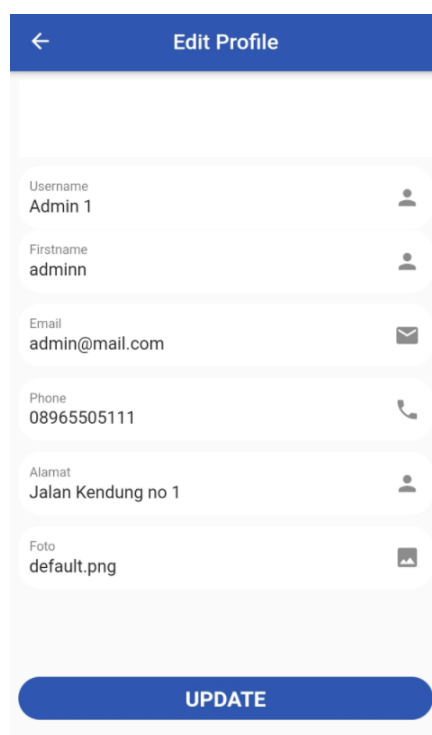 Edit Profile
Username
Admin 1
Firstname
adminn
Email
admin@mail.com
Phone
08965505111
Alamat
Jalan Kendung no 1
Foto
default.png
UPDATE